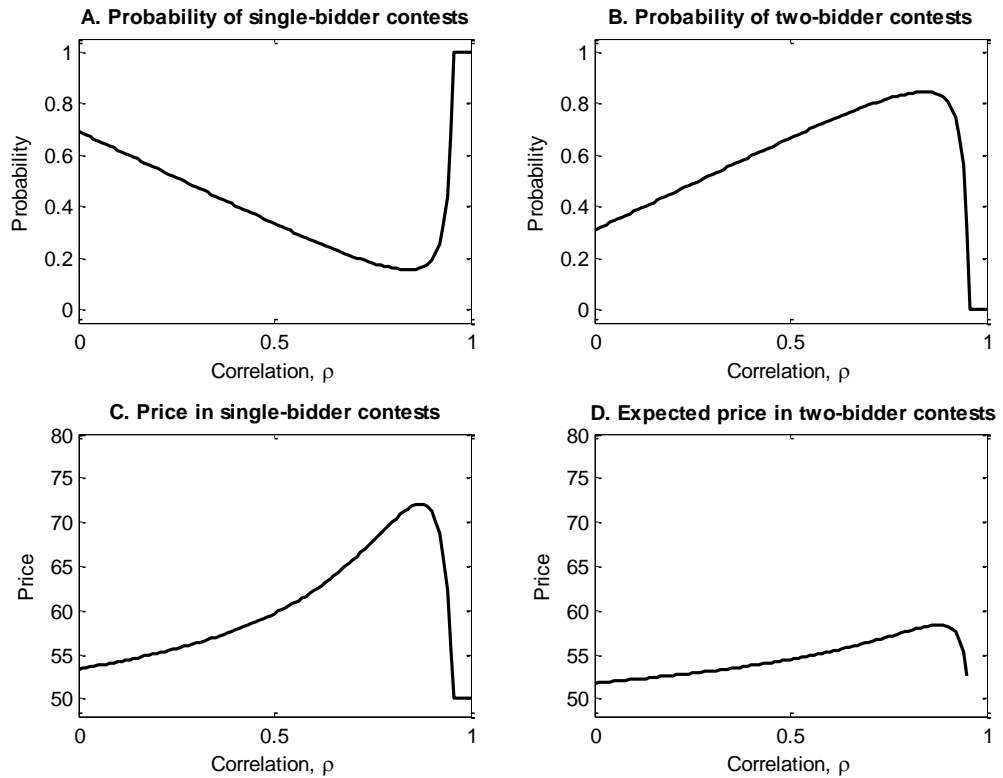 A. Probability of single-bidder contests
1
0.8
0.6
0.4
0.2
0
Probability
0 0.5 1
Correlation, ρ
B. Probability of two-bidder contests
1
0.8
0.6
0.4
0.2
0
Probability
0 0.5 1
Correlation, ρ
C. Price in single-bidder contests
80
75
70
65
60
55
50
Price
0 0.5 1
Correlation, ρ
D. Expected price in two-bidder contests
80
75
70
65
60
55
50
Price
0 0.5 1
Correlation, ρ